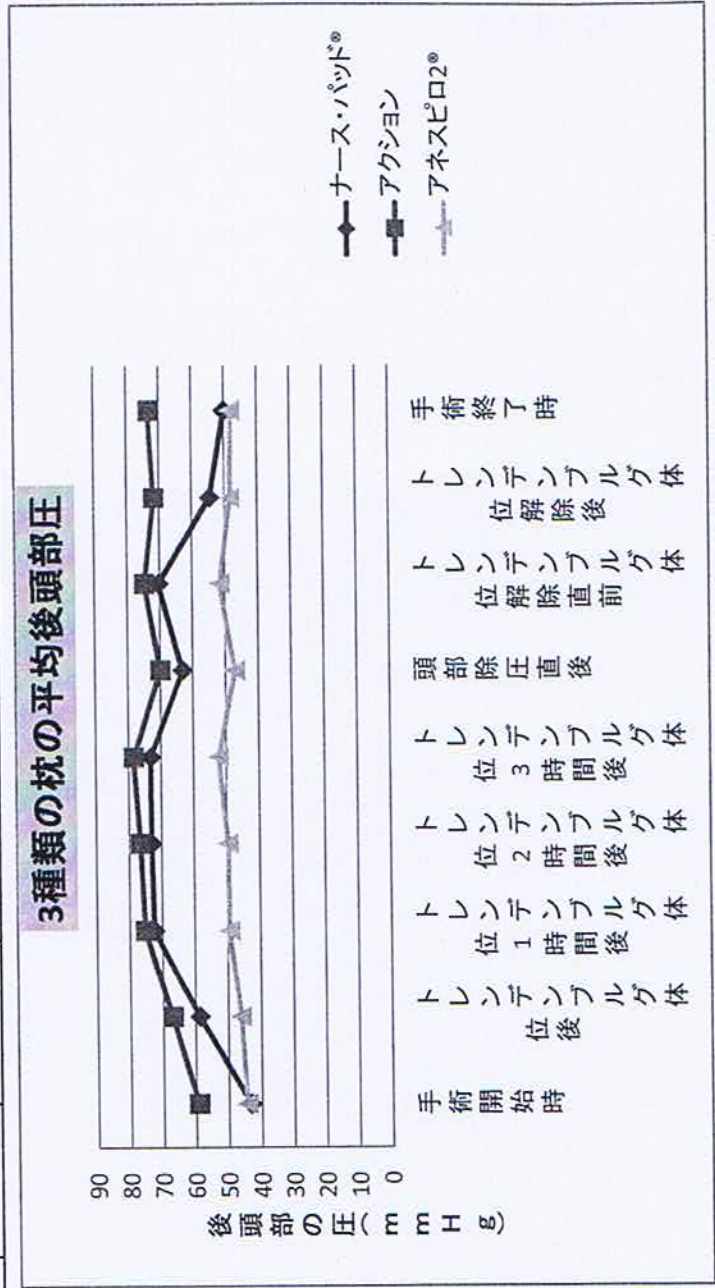 3種類の枕の平均後頭部圧
後頭部の圧(mmHg)
90
80
70
60
50
40
30
20
10
0
手術開始時
トレンデンブルグ体
位後
トレンデンブルグ体
位1時間後
トレンデンブルグ体
位2時間後
トレンデンブルグ体
位3時間後
頭部除圧直後
トレンデンブルグ体
位解除直前
トレンデンブルグ体
位解除後
手術終了時
ナース・パッド®
アクション
アネスピロ2®